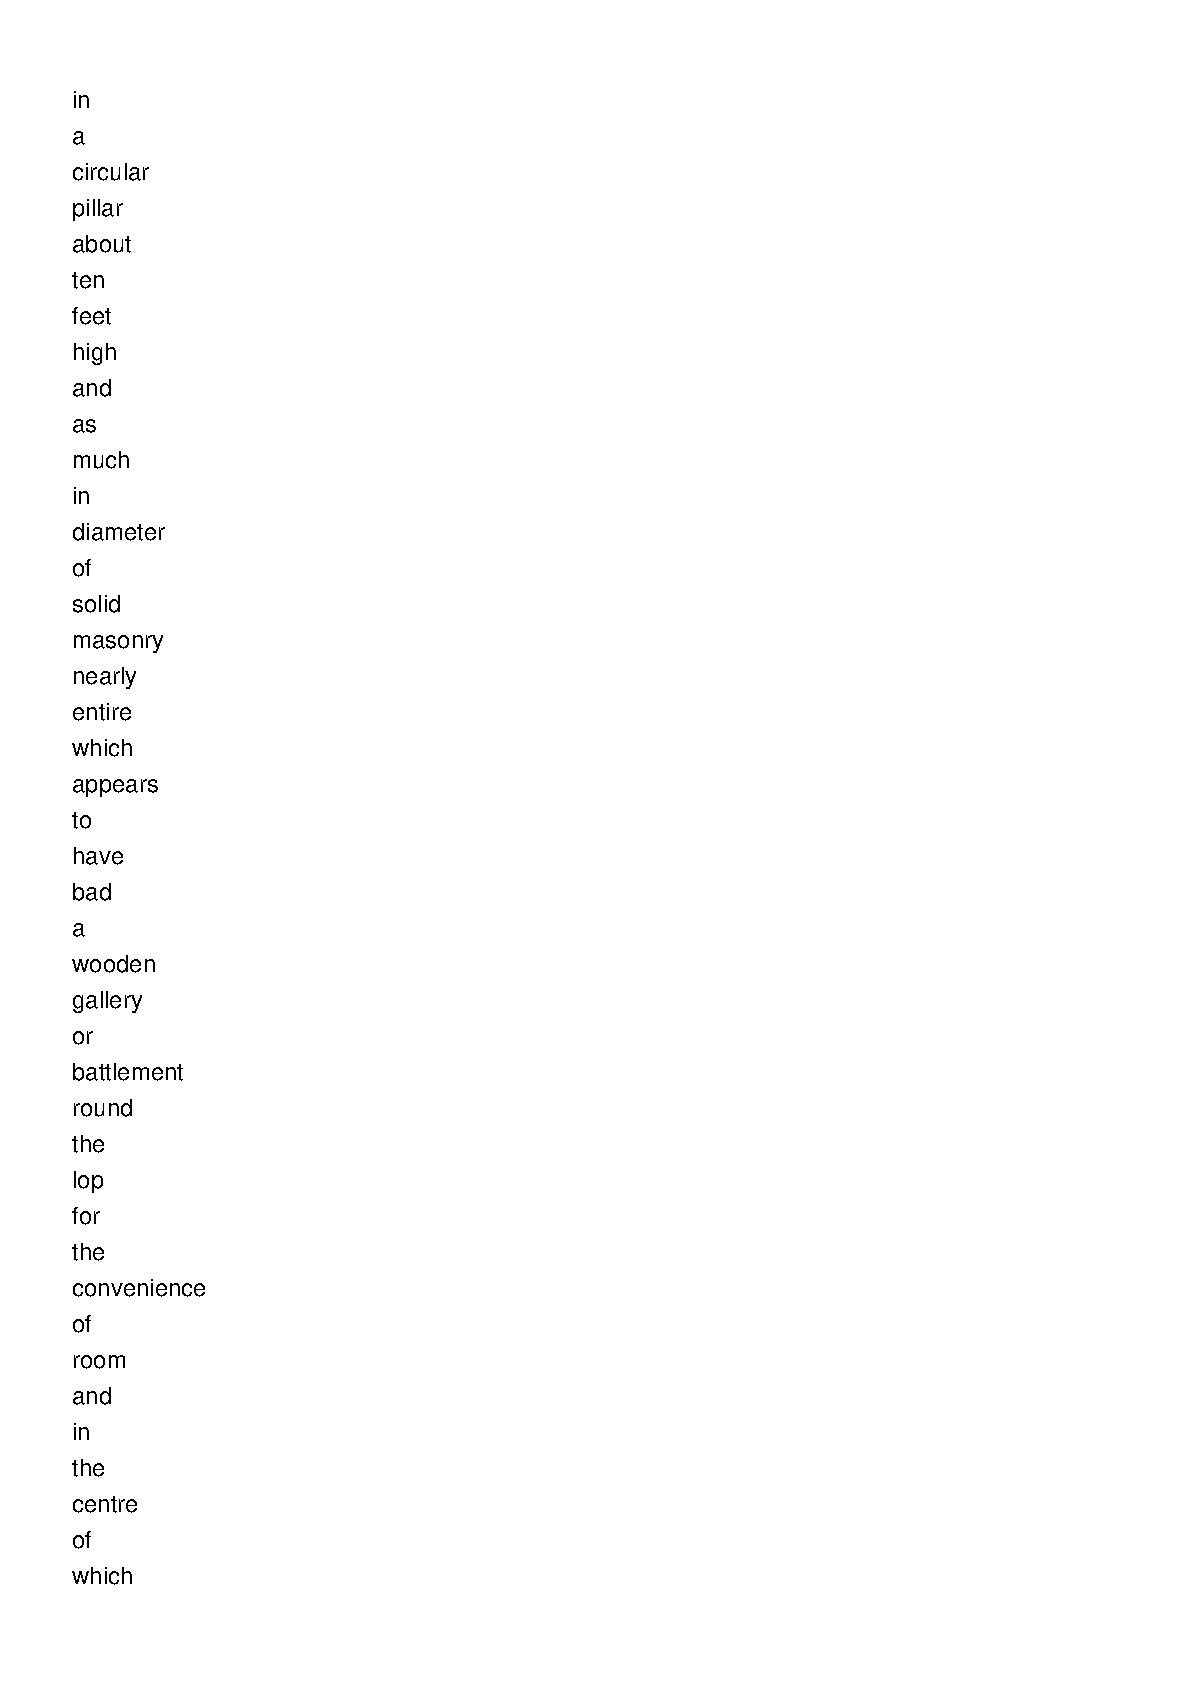 in
a
circular
pillar
about
ten
feet
high
and
as
much
in
diameter
of
solid
masonry
nearly
entire
which
appears
to
have
bad
a
wooden
gallery
or
battlement
round
the
lop
for
the
convenience
of
room
and
in
the
centre
of
which